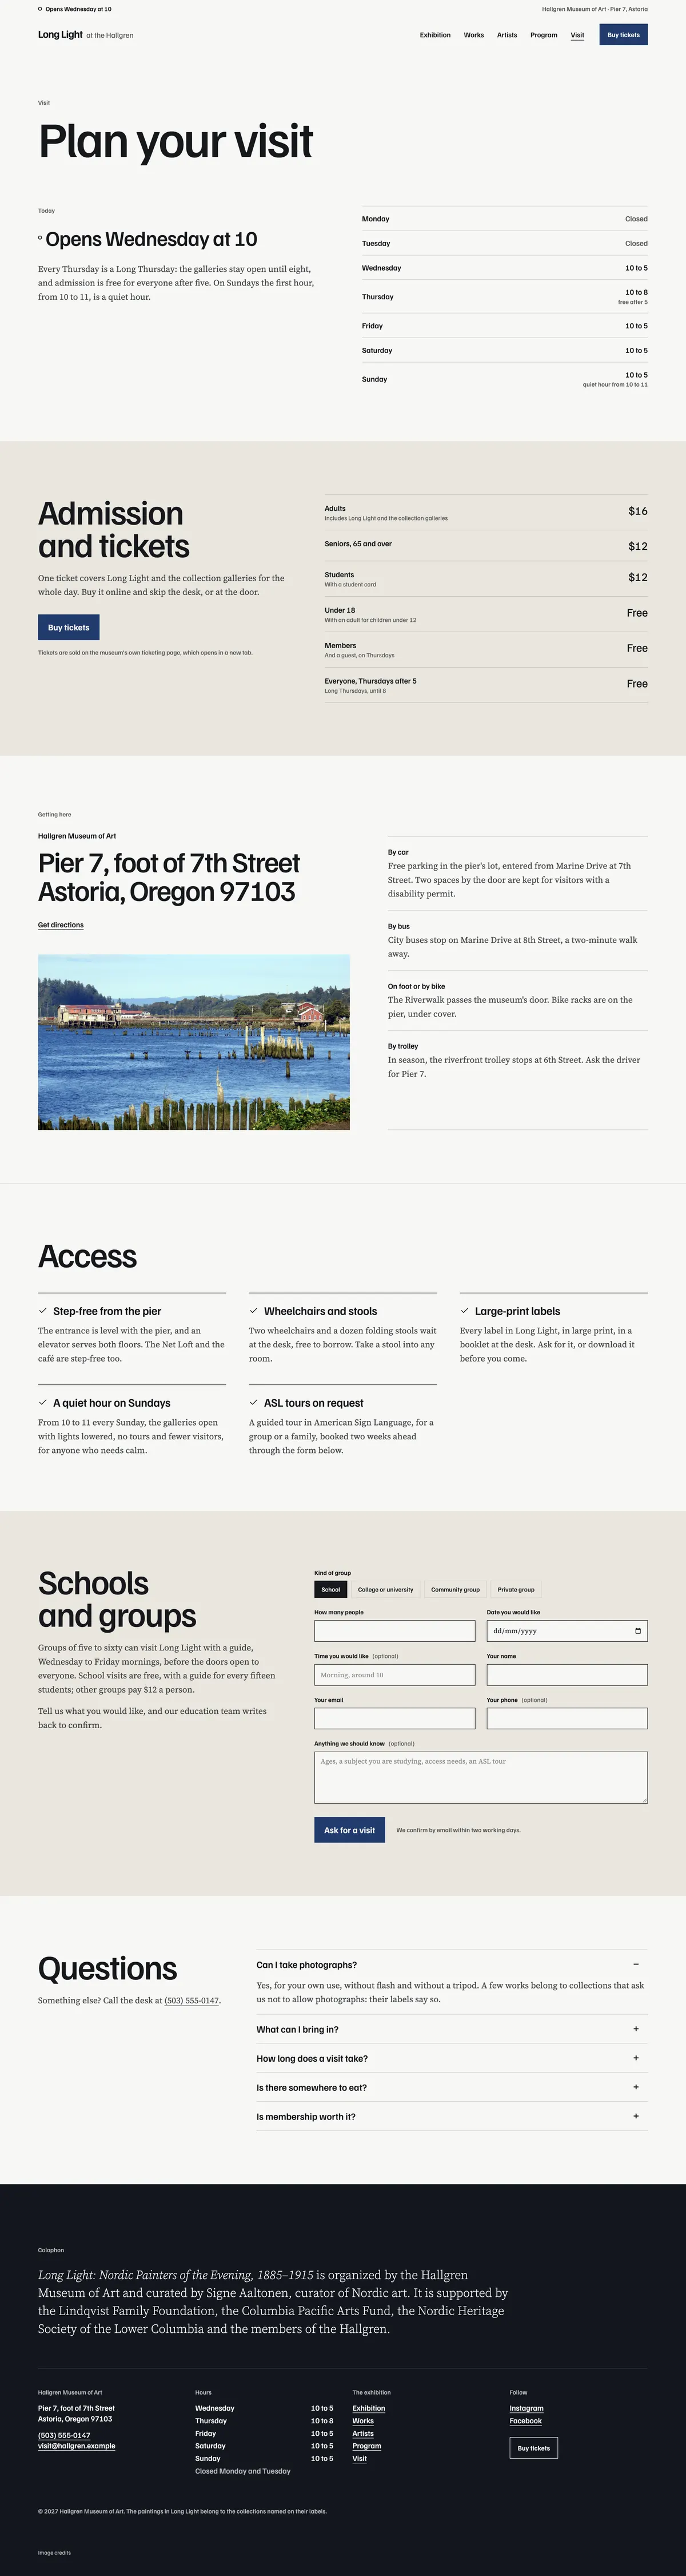 Opens Wednesday at 10
Hallgren Museum of Art · Pier 7, Astoria
Long Light at the Hallgren
Exhibition
Works
Artists
Program
Visit
Buy tickets
Visit
Plan your visit
Today
Opens Wednesday at 10
Every Thursday is a Long Thursday: the galleries stay open until eight,
and admission is free for everyone after five. On Sundays the first hour,
from 10 to 11, is a quiet hour.
Monday Closed
Tuesday Closed
Wednesday 10 to 5
Thursday 10 to 8
free after 5
Friday 10 to 5
Saturday 10 to 5
Sunday 10 to 5
quiet hour from 10 to 11
Admission
and tickets
One ticket covers Long Light and the collection galleries for the
whole day. Buy it online and skip the desk, or at the door.
Buy tickets
Tickets are sold on the museum's own ticketing page, which opens in a new tab.
Adults $16
Includes Long Light and the collection galleries
Seniors, 65 and over $12
Students $12
With a student card
Under 18 Free
With an adult for children under 12
Members Free
And a guest, on Thursdays
Everyone, Thursdays after 5 Free
Long Thursdays, until 8
Getting here
Hallgren Museum of Art
Pier 7, foot of 7th Street
Astoria, Oregon 97103
Get directions
By car
Free parking in the pier's lot, entered from Marine Drive at 7th
Street. Two spaces by the door are kept for visitors with a
disability permit.
By bus
City buses stop on Marine Drive at 8th Street, a two-minute walk
away.
On foot or by bike
The Riverwalk passes the museum's door. Bike racks are on the
pier, under cover.
By trolley
In season, the riverfront trolley stops at 6th Street. Ask the driver
for Pier 7.
Access
Step-free from the pier
The entrance is level with the pier, and an
elevator serves both floors. The Net Loft and the
café are step-free too.
Wheelchairs and stools
Two wheelchairs and a dozen folding stools wait
at the desk, free to borrow. Take a stool into any
room.
Large-print labels
Every label in Long Light, in large print, in a
booklet at the desk. Ask for it, or download it
before you come.
A quiet hour on Sundays
From 10 to 11 every Sunday, the galleries open
with lights lowered, no tours and fewer visitors,
for anyone who needs calm.
ASL tours on request
A guided tour in American Sign Language, for a
group or a family, booked two weeks ahead
through the form below.
Schools
and groups
Groups of five to sixty can visit Long Light with a guide,
Wednesday to Friday mornings, before the doors open to
everyone. School visits are free, with a guide for every fifteen
students; other groups pay $12 a person.
Tell us what you would like, and our education team writes
back to confirm.
Kind of group
School
College or university
Community group
Private group
How many people
Date you would like
dd/mm/yyyy
Time you would like (optional)
Morning, around 10
Your name
Your email
Your phone (optional)
Anything we should know (optional)
Ages, a subject you are studying, access needs, an ASL tour
Ask for a visit
We confirm by email within two working days.
Questions
Something else? Call the desk at (503) 555-0147.
Can I take photographs?
Yes, for your own use, without flash and without a tripod. A few works belong to collections that ask
us not to allow photographs: their labels say so.
What can I bring in?
How long does a visit take?
Is there somewhere to eat?
Is membership worth it?
Colophon
Long Light: Nordic Painters of the Evening, 1885–1915 is organized by the Hallgren
Museum of Art and curated by Signe Aaltonen, curator of Nordic art. It is supported by
the Lindqvist Family Foundation, the Columbia Pacific Arts Fund, the Nordic Heritage
Society of the Lower Columbia and the members of the Hallgren.
Hallgren Museum of Art
Pier 7, foot of 7th Street
Astoria, Oregon 97103
(503) 555-0147
visit@hallgren.example
Hours
Wednesday 10 to 5
Thursday 10 to 8
Friday 10 to 5
Saturday 10 to 5
Sunday 10 to 5
Closed Monday and Tuesday
The exhibition
Exhibition
Works
Artists
Program
Visit
Follow
Instagram
Facebook
Buy tickets
© 2027 Hallgren Museum of Art. The paintings in Long Light belong to the collections named on their labels.
Image credits